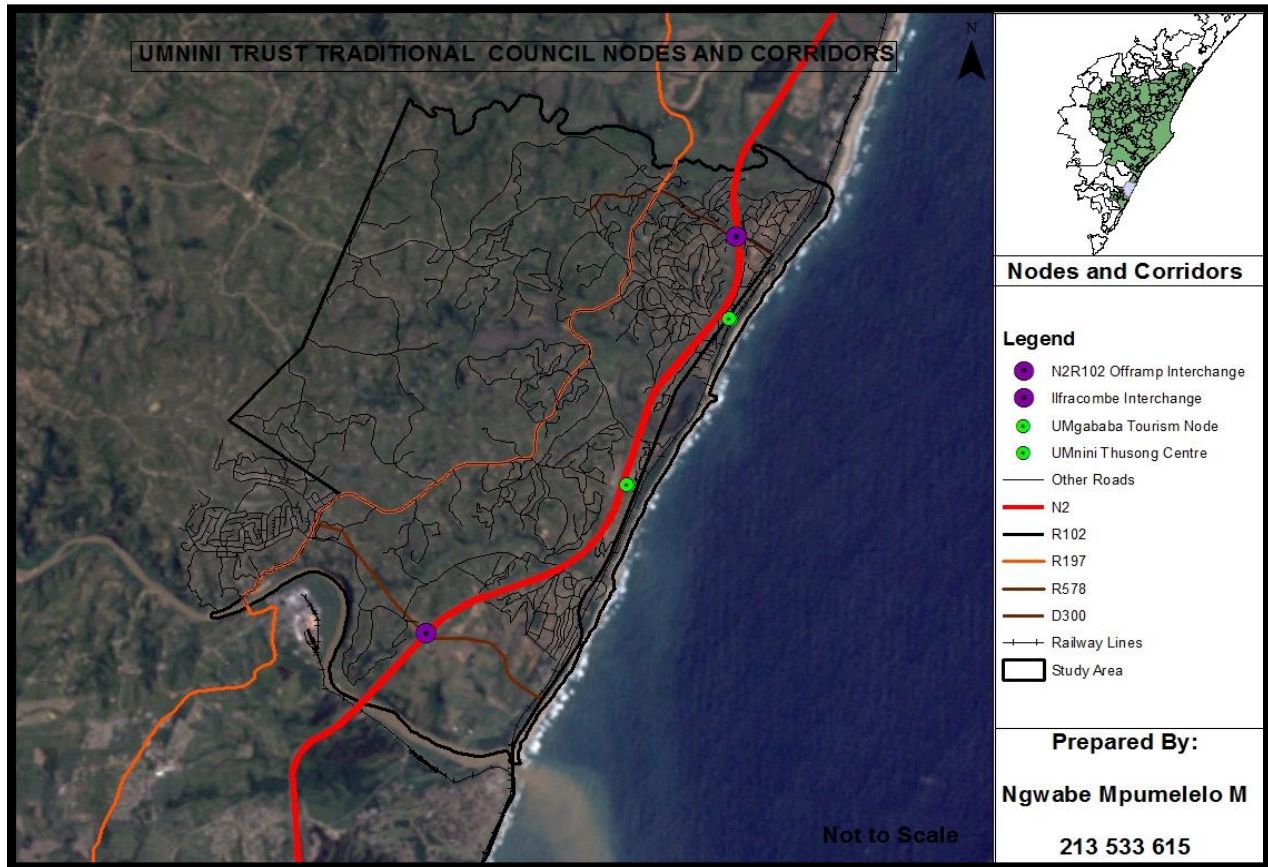 UMNINI TRUST TRADITIONAL COUNCIL NODES AND CORRIDORS
N
Nodes and Corridors
Legend
N2R102 Offramp Interchange
Ilfracombe Interchange
UMgababa Tourism Node
UMnini Thusong Centre
Other Roads
N2
R102
R197
R578
D300
Railway Lines
Study Area
Prepared By:
Ngwabe Mpumelelo M
213 533 615
Not to Scale